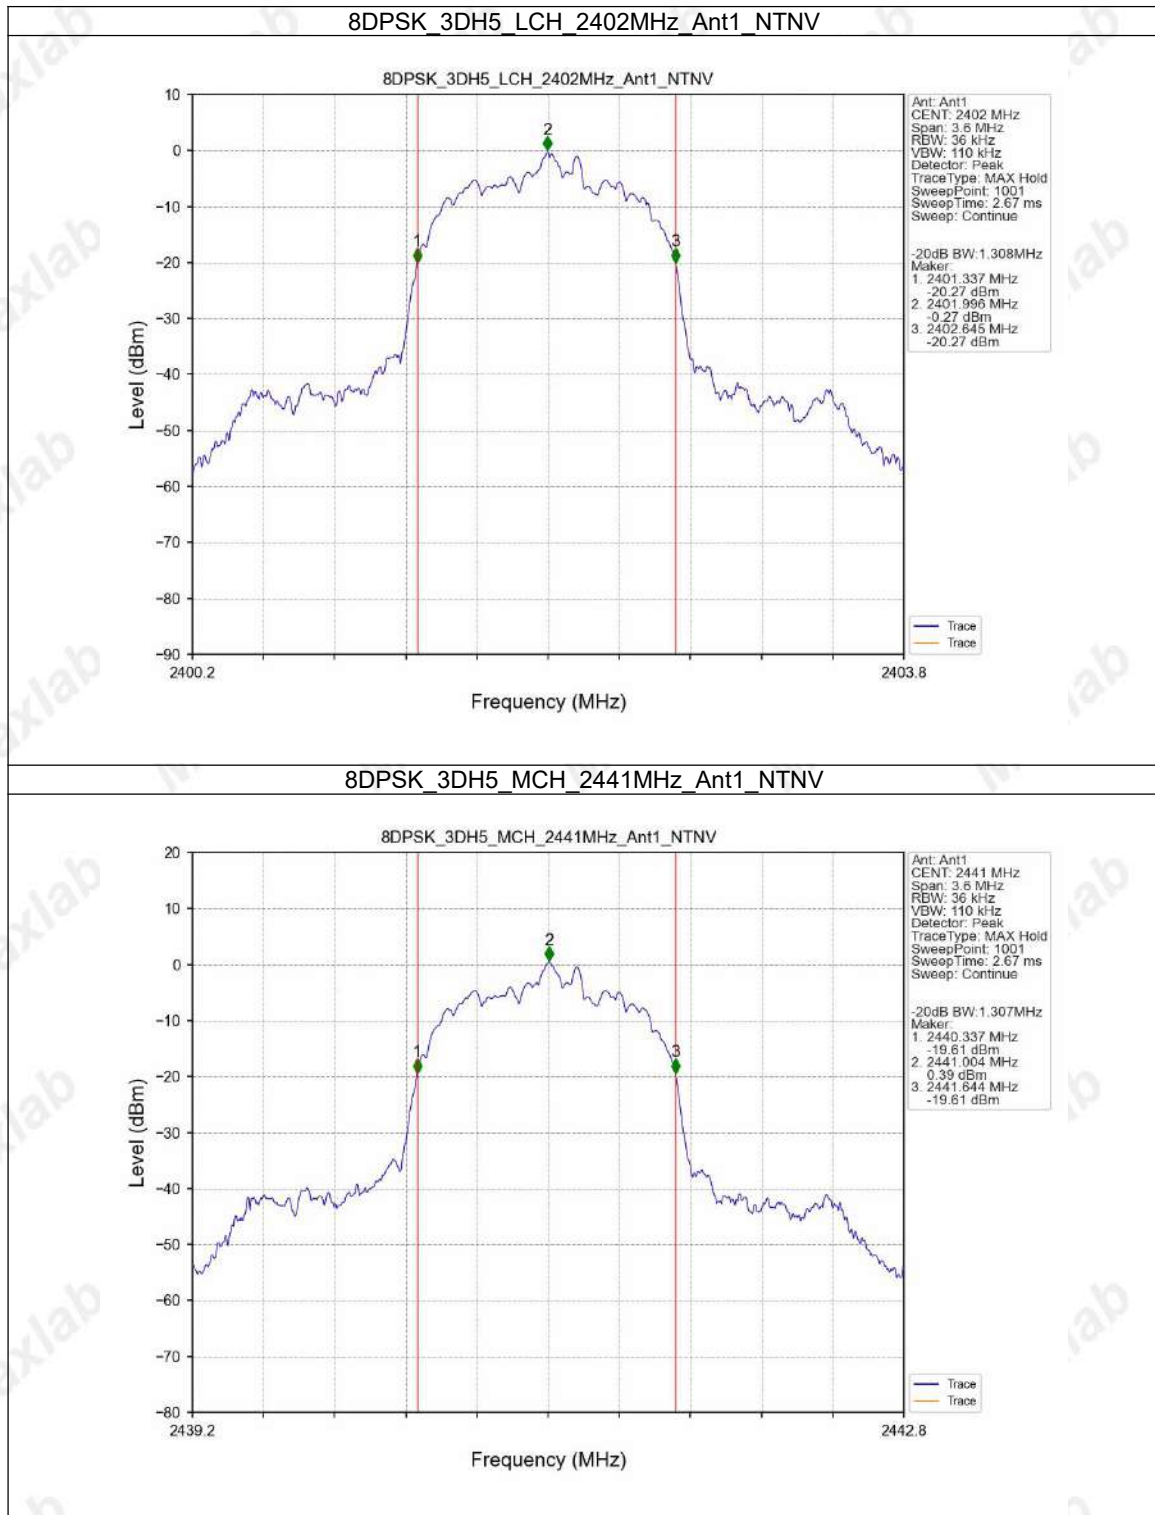 8DPSK_3DH5_LCH_2402MHz_Ant1_NTNV
8DPSK_3DH5_LCH_2402MHz_Ant1_NTNV
10
0
−10
−20
−30
−40
−50
−60
−70
−80
−90
Level (dBm)
2400.2
2403.8
Frequency (MHz)
1
2
3
Ant: Ant1
CENT: 2402 MHz
Span: 3.6 MHz
RBW: 36 kHz
VBW: 110 kHz
Detector: Peak
TraceType: MAX Hold
SweepPoint: 1001
SweepTime: 2.67 ms
Sweep: Continue
-20dB BW:1.308MHz
Maker:
1. 2401.337 MHz
-20.27 dBm
2. 2401.996 MHz
-0.27 dBm
3. 2402.645 MHz
-20.27 dBm
Trace
Trace
8DPSK_3DH5_MCH_2441MHz_Ant1_NTNV
8DPSK_3DH5_MCH_2441MHz_Ant1_NTNV
20
10
0
−10
−20
−30
−40
−50
−60
−70
−80
Level (dBm)
2439.2
2442.8
Frequency (MHz)
1
2
3
Ant: Ant1
CENT: 2441 MHz
Span: 3.6 MHz
RBW: 36 kHz
VBW: 110 kHz
Detector: Peak
TraceType: MAX Hold
SweepPoint: 1001
SweepTime: 2.67 ms
Sweep: Continue
-20dB BW:1.307MHz
Maker:
1. 2440.337 MHz
-19.61 dBm
2. 2441.004 MHz
0.39 dBm
3. 2441.644 MHz
-19.61 dBm
Trace
Trace